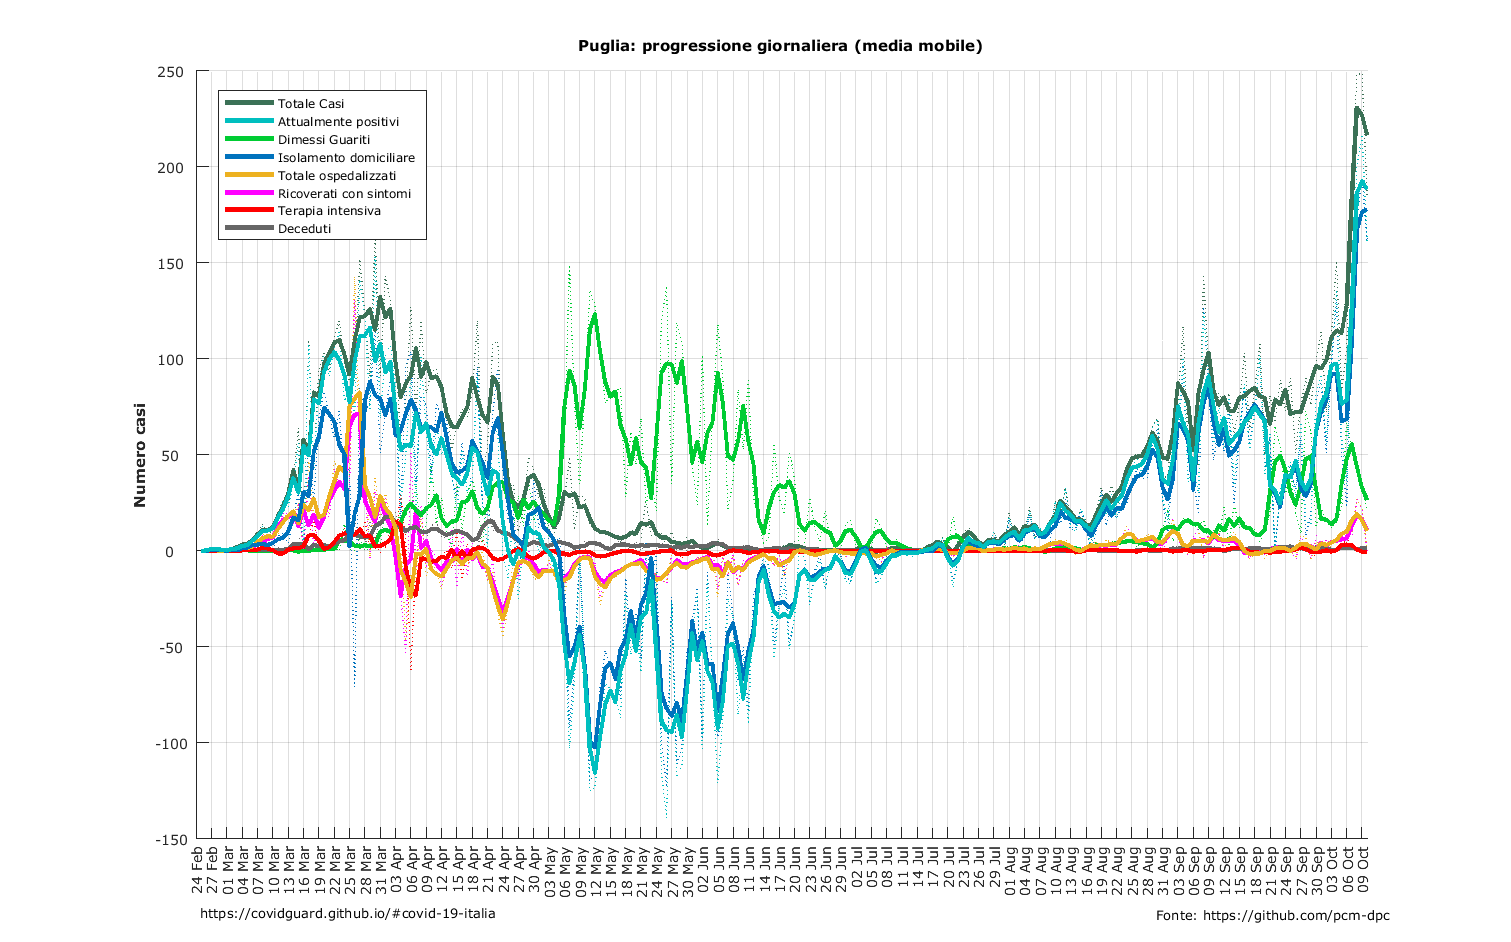 Puglia: progressione giornaliera (media mobile)
250
200
150
100
50
0
-50
-100
-150
Numero casi
Totale Casi
Attualmente positivi
Dimessi Guariti
Isolamento domiciliare
Totale ospedalizzati
Ricoverati con sintomi
Terapia intensiva
Deceduti
24 Feb
27 Feb
01 Mar
04 Mar
07 Mar
10 Mar
13 Mar
16 Mar
19 Mar
22 Mar
25 Mar
28 Mar
31 Mar
03 Apr
06 Apr
09 Apr
12 Apr
15 Apr
18 Apr
21 Apr
24 Apr
27 Apr
30 Apr
03 May
06 May
09 May
12 May
15 May
18 May
21 May
24 May
27 May
30 May
02 Jun
05 Jun
08 Jun
11 Jun
14 Jun
17 Jun
20 Jun
23 Jun
26 Jun
29 Jun
02 Jul
05 Jul
08 Jul
11 Jul
14 Jul
17 Jul
20 Jul
23 Jul
26 Jul
29 Jul
01 Aug
04 Aug
07 Aug
10 Aug
13 Aug
16 Aug
19 Aug
22 Aug
25 Aug
28 Aug
31 Aug
03 Sep
06 Sep
09 Sep
12 Sep
15 Sep
18 Sep
21 Sep
24 Sep
27 Sep
30 Sep
03 Oct
06 Oct
09 Oct
https://covidguard.github.io/#covid-19-italia
Fonte: https://github.com/pcm-dpc